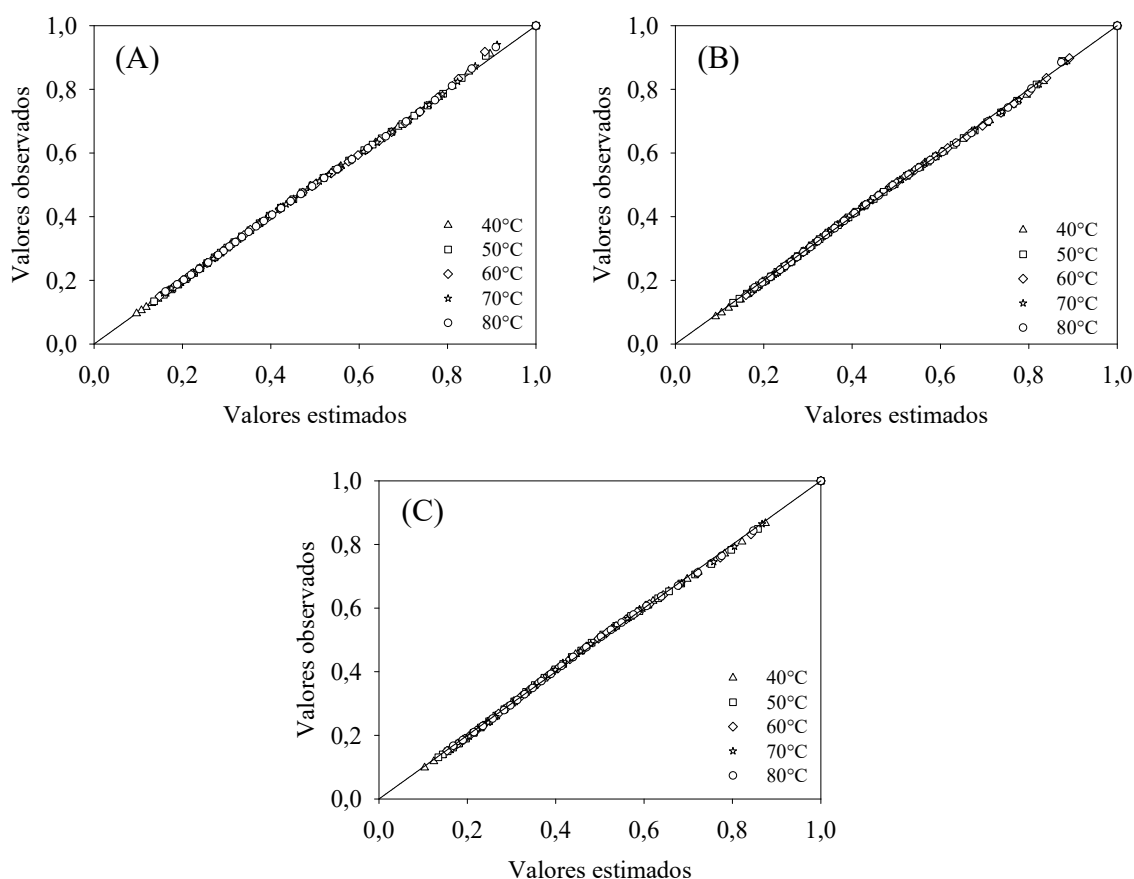 (A)
Valores observados
1,0
0,8
0,6
0,4
0,2
0,0
40°C
50°C
60°C
70°C
80°C
0,0 0,2 0,4 0,6 0,8 1,0
Valores estimados
(B)
Valores observados
1,0
0,8
0,6
0,4
0,2
0,0
40°C
50°C
60°C
70°C
80°C
0,0 0,2 0,4 0,6 0,8 1,0
Valores estimados
(C)
Valores observados
1,0
0,8
0,6
0,4
0,2
0,0
40°C
50°C
60°C
70°C
80°C
0,0 0,2 0,4 0,6 0,8 1,0
Valores estimados